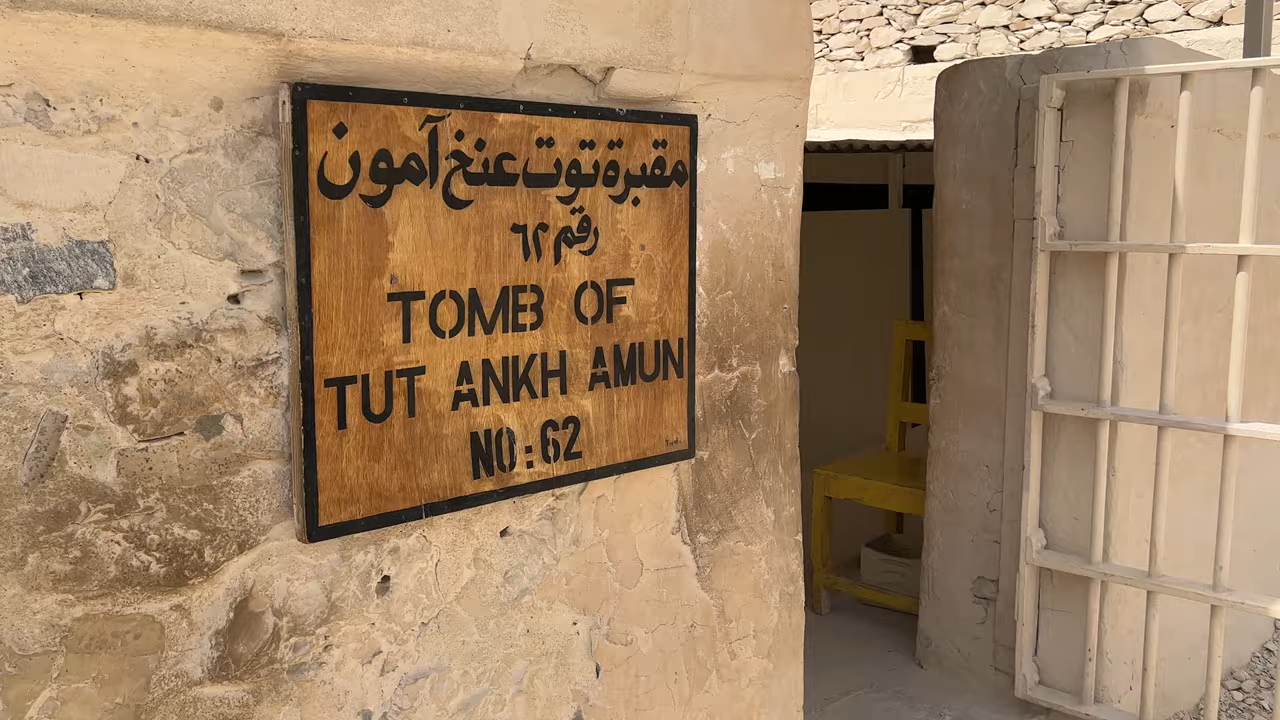 مقبرة توت عنخ آمون
رقم ٦٢
TOMB OF
TUT ANKH AMUN
NO: 62